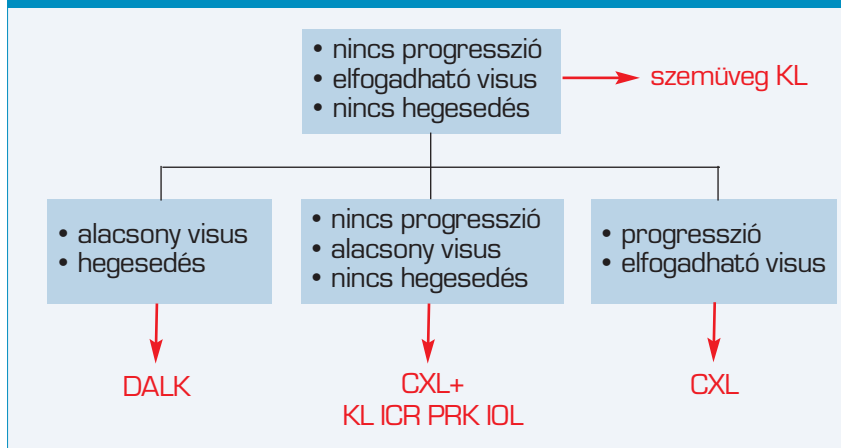 • nincs progresszió
• elfogadható visus
• nincs hegesedés
szemüveg KL
• alacsony visus
• hegesedés
• nincs progresszió
• alacsony visus
• nincs hegesedés
• progresszió
• elfogadható visus
DALK
CXL+
KL ICR PRK IOL
CXL